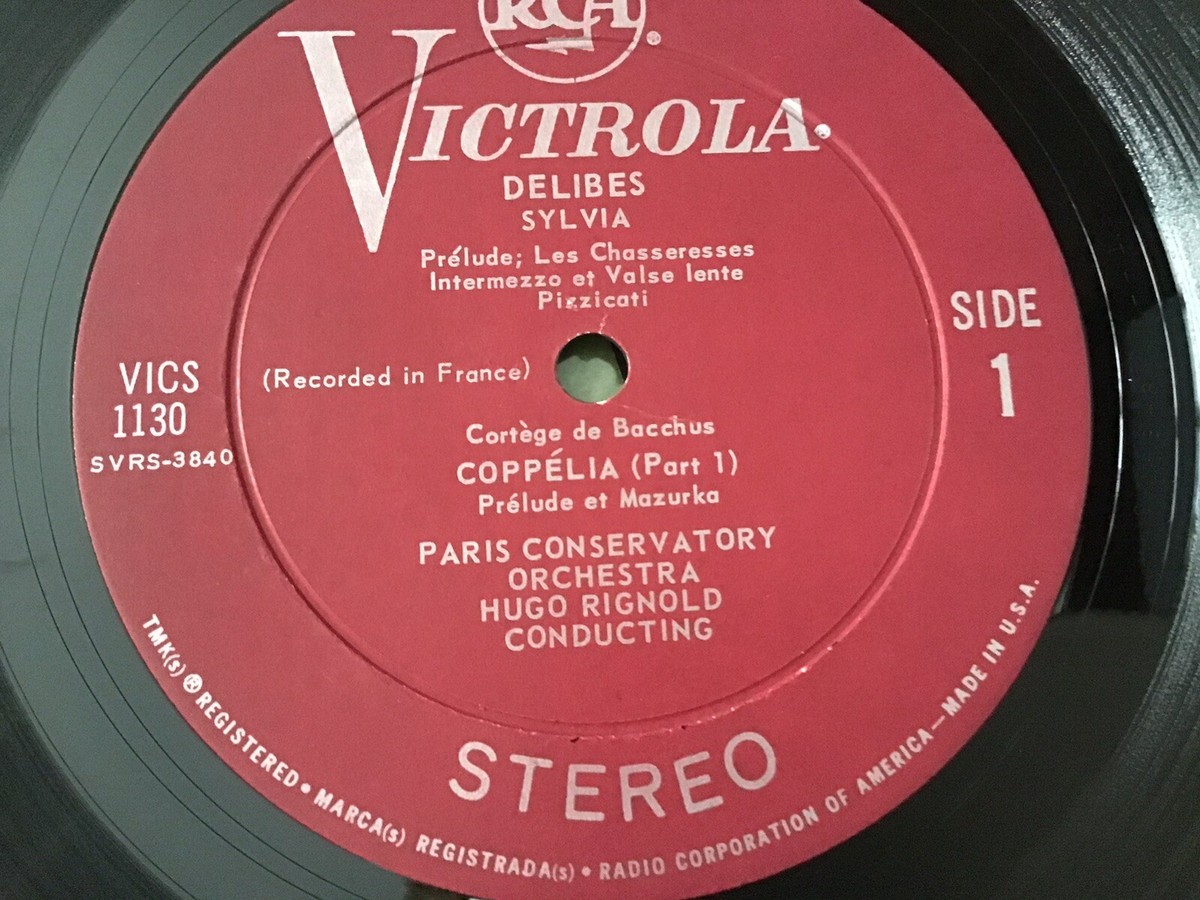 RCA
VICTROLA
DELIBES
SYLVIA
Prélude; Les Chasseresses
Intermezzo et Valse lente
Pizzicati
SIDE
1
VICS
1130
SVRS-3840
(Recorded in France)
Cortège de Bacchus
COPPÉLIA (Part 1)
Prélude et Mazurka
PARIS CONSERVATORY
ORCHESTRA
HUGO RIGNOLD
CONDUCTING
STEREO
TMK(s) ® REGISTERED • MARCA(s) REGISTRADA(s) • RADIO CORPORATION OF AMERICA—MADE IN U.S.A.